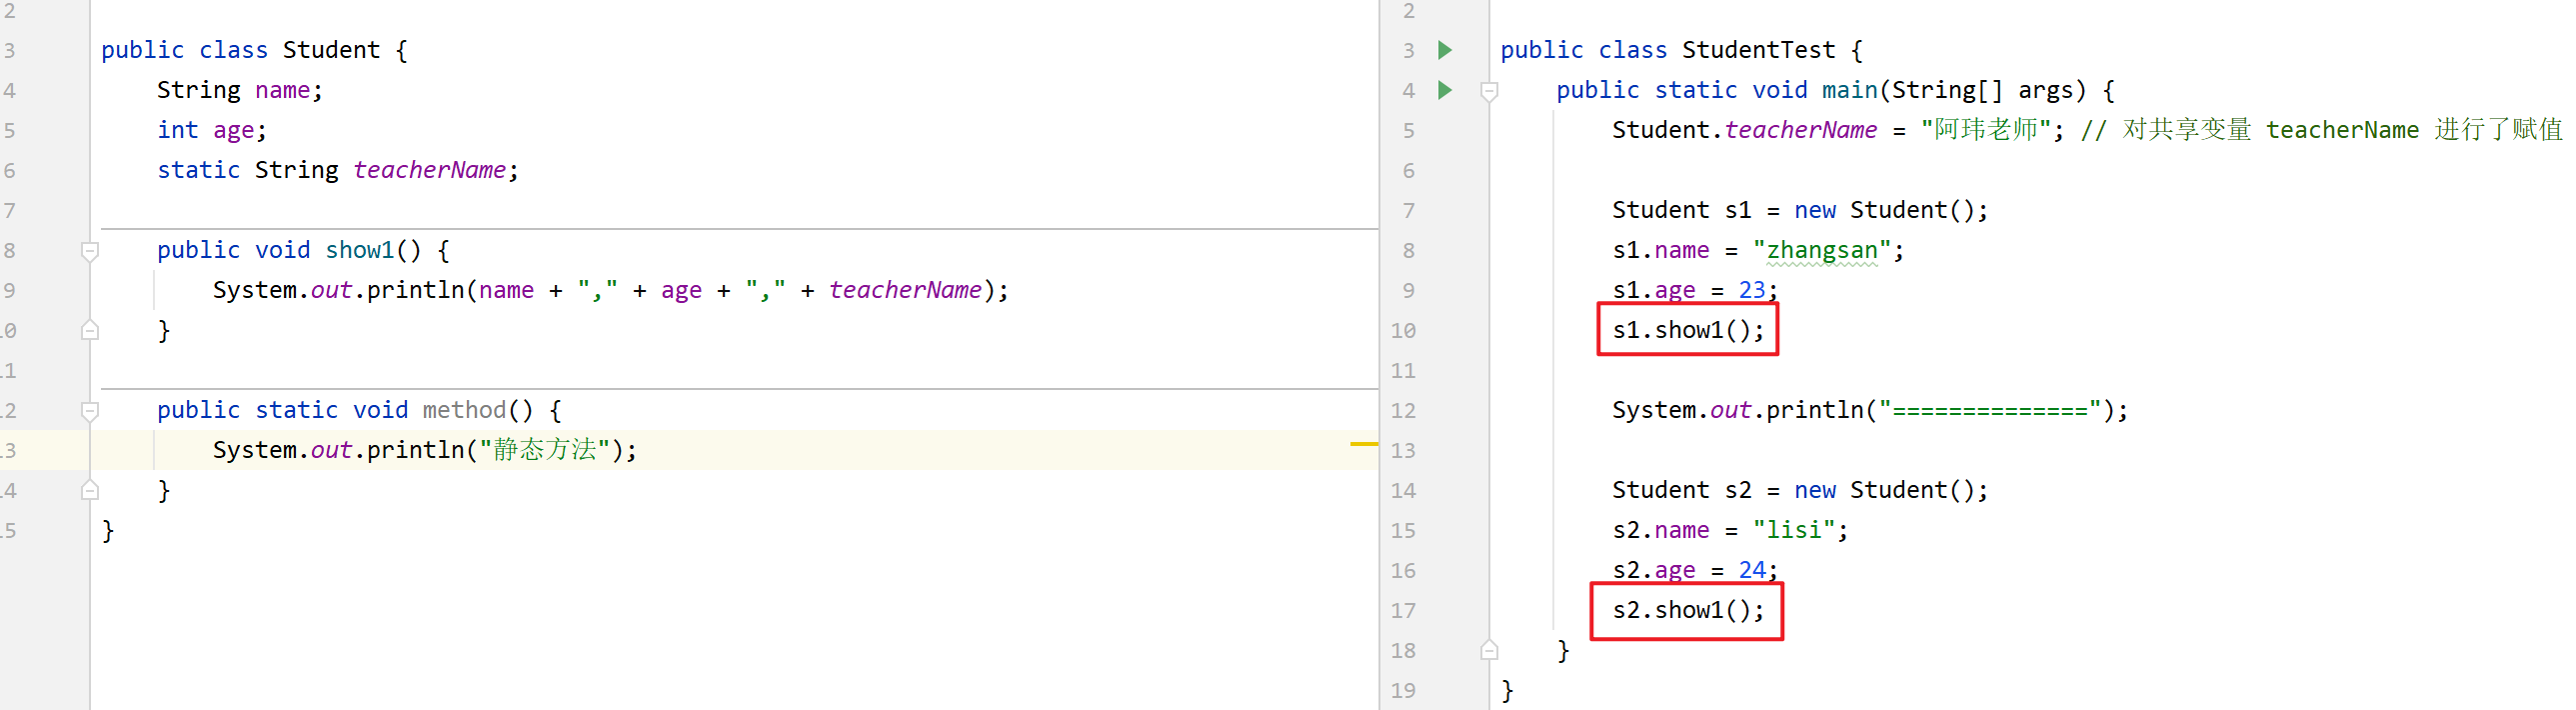 2
3 public class Student {
4 String name;
5 int age;
6 static String teacherName;
7
8 public void show1() {
9 System.out.println(name + "," + age + "," + teacherName);
10 }
11
12 public static void method() {
13 System.out.println("静态方法");
14 }
15 }
2
3 public class StudentTest {
4 public static void main(String[] args) {
5 Student.teacherName = "阿玮老师"; // 对共享变量 teacherName 进行了赋值
6
7 Student s1 = new Student();
8 s1.name = "zhangsan";
9 s1.age = 23;
10 s1.show1();
11
12 System.out.println("==============");
13
14 Student s2 = new Student();
15 s2.name = "lisi";
16 s2.age = 24;
17 s2.show1();
18 }
19 }